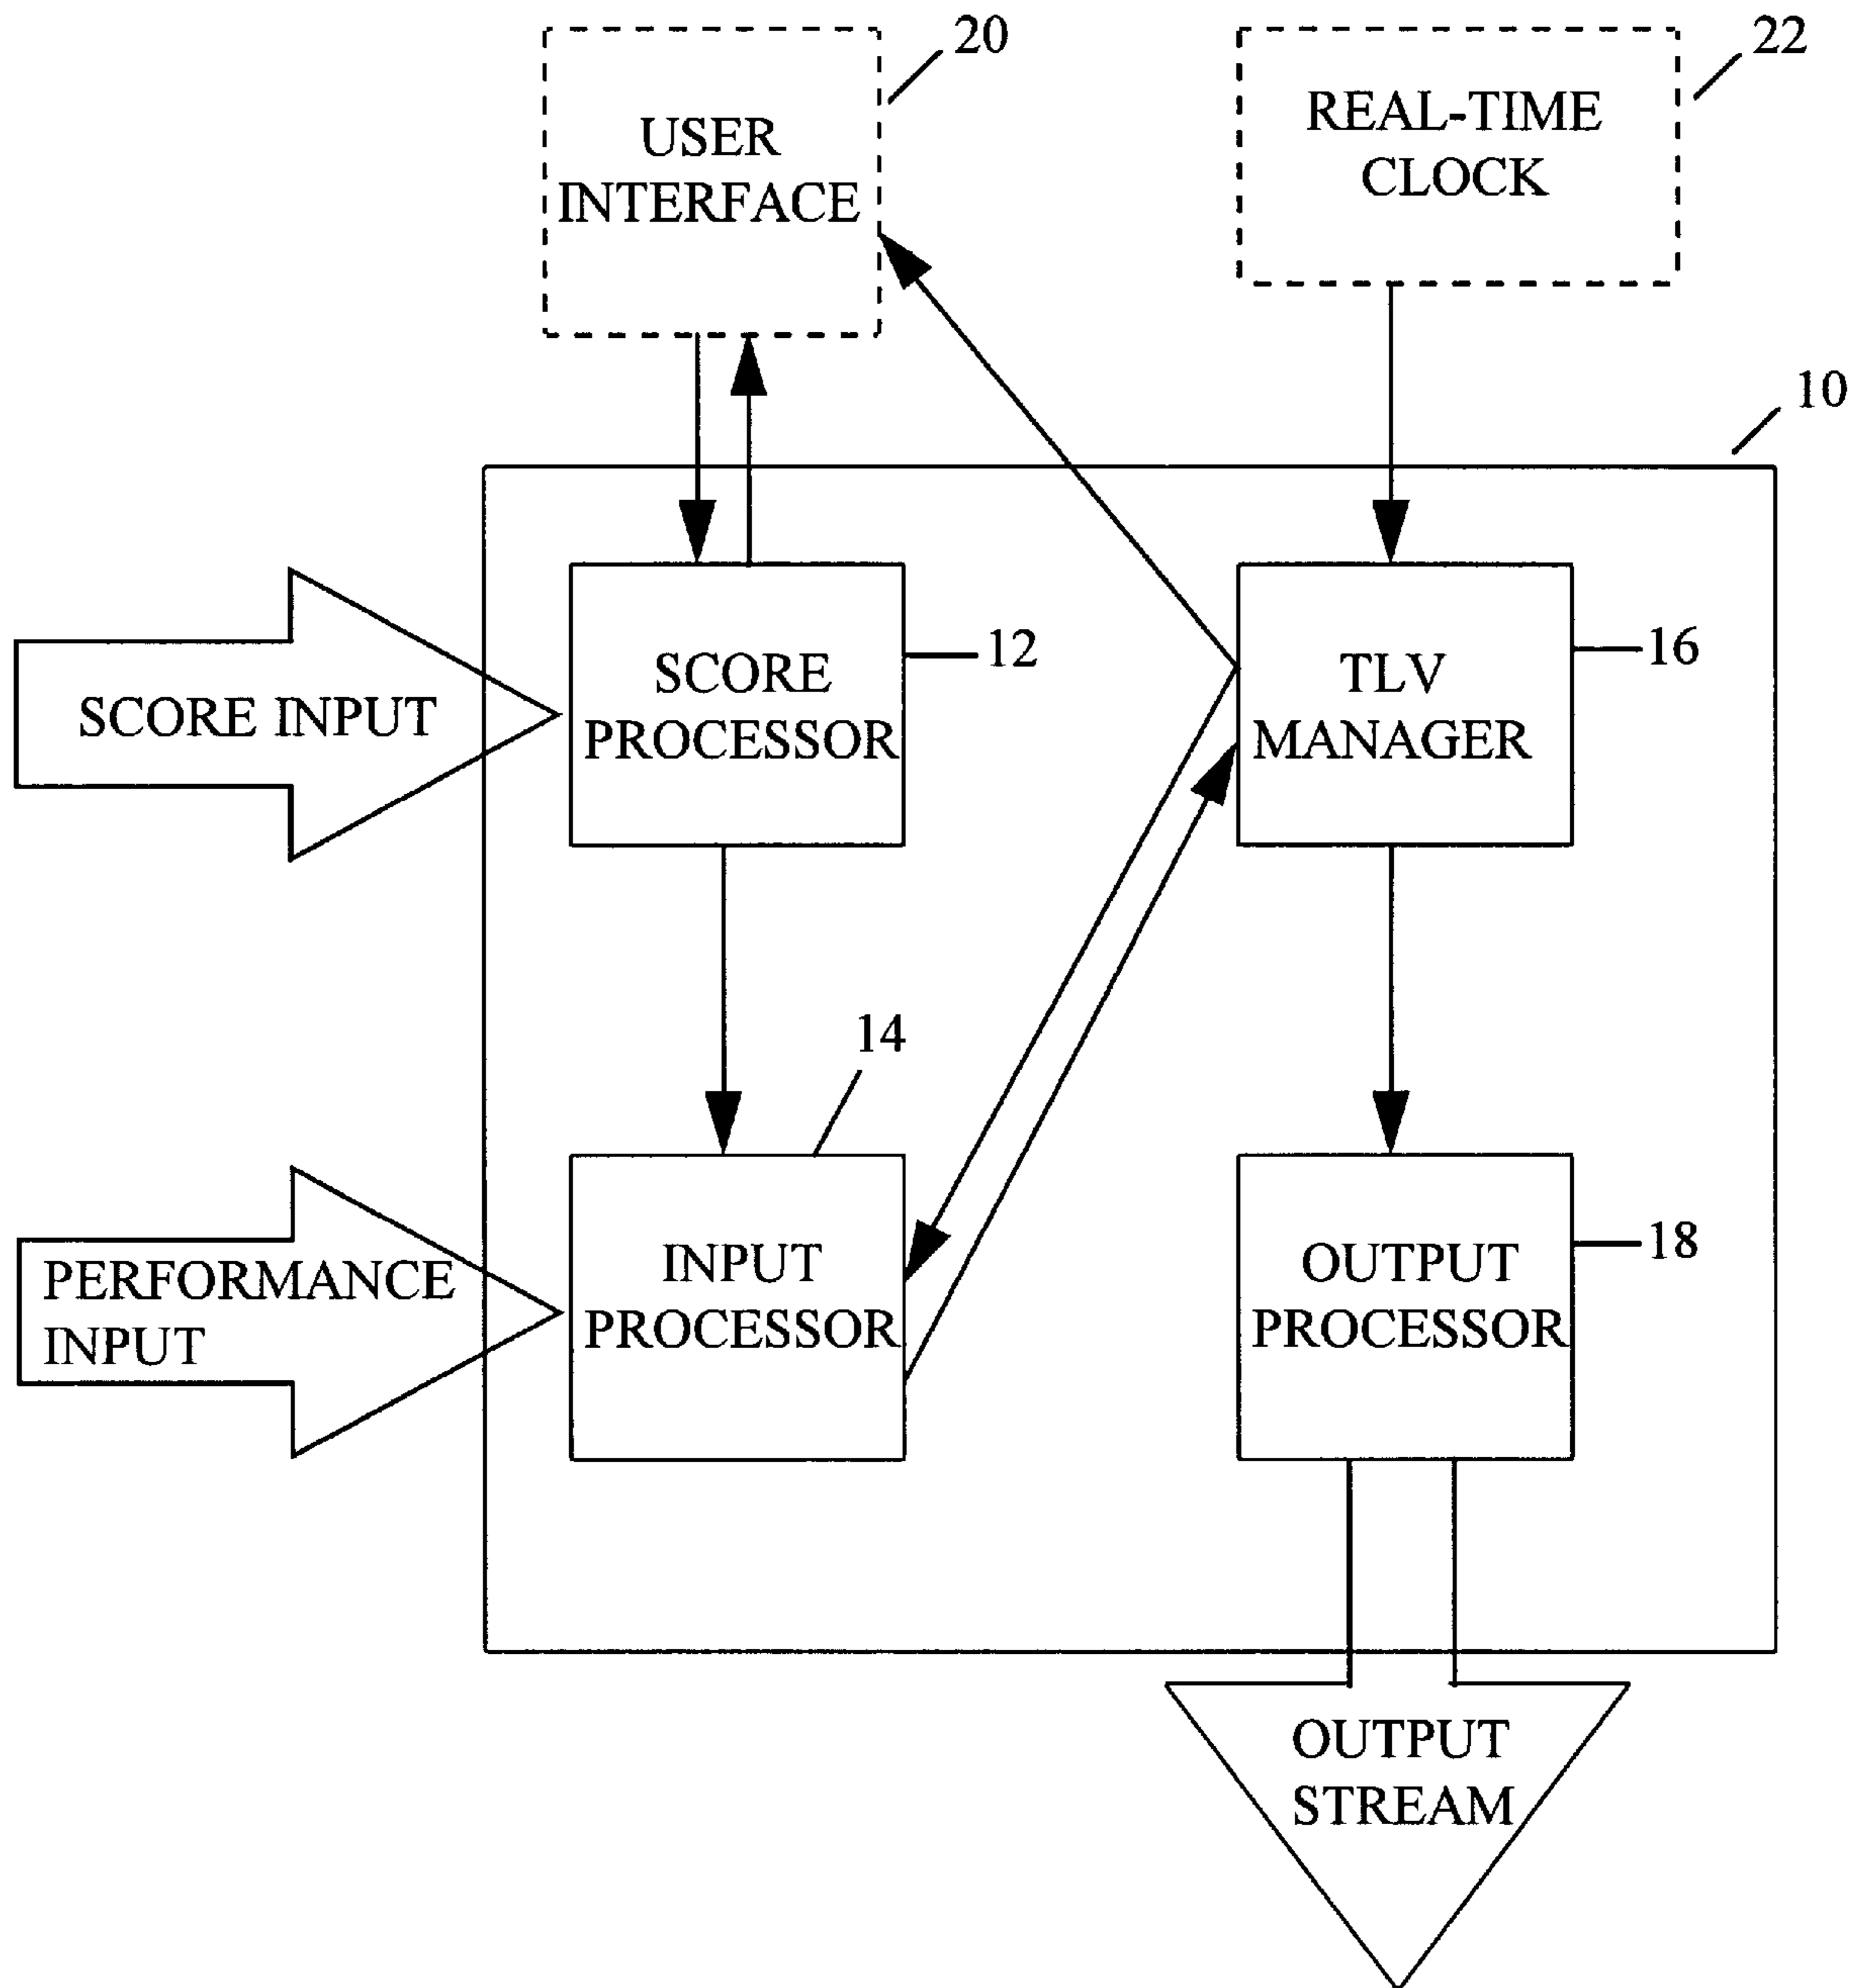 20
22
USER
INTERFACE
REAL-TIME
CLOCK
10
SCORE INPUT
SCORE
PROCESSOR
12
TLV
MANAGER
16
14
PERFORMANCE
INPUT
INPUT
PROCESSOR
OUTPUT
PROCESSOR
18
OUTPUT
STREAM